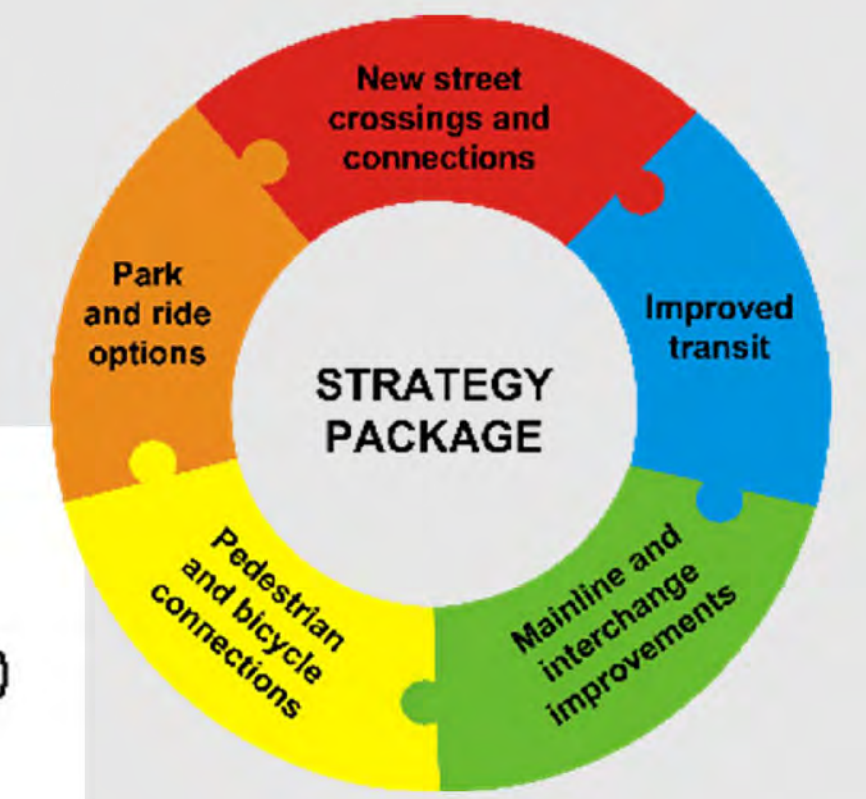 New street
crossings and
connections
Improved
transit
Mainline and
interchange
improvements
Pedestrian
and bicycle
connections
Park
and ride
options
STRATEGY
PACKAGE
)